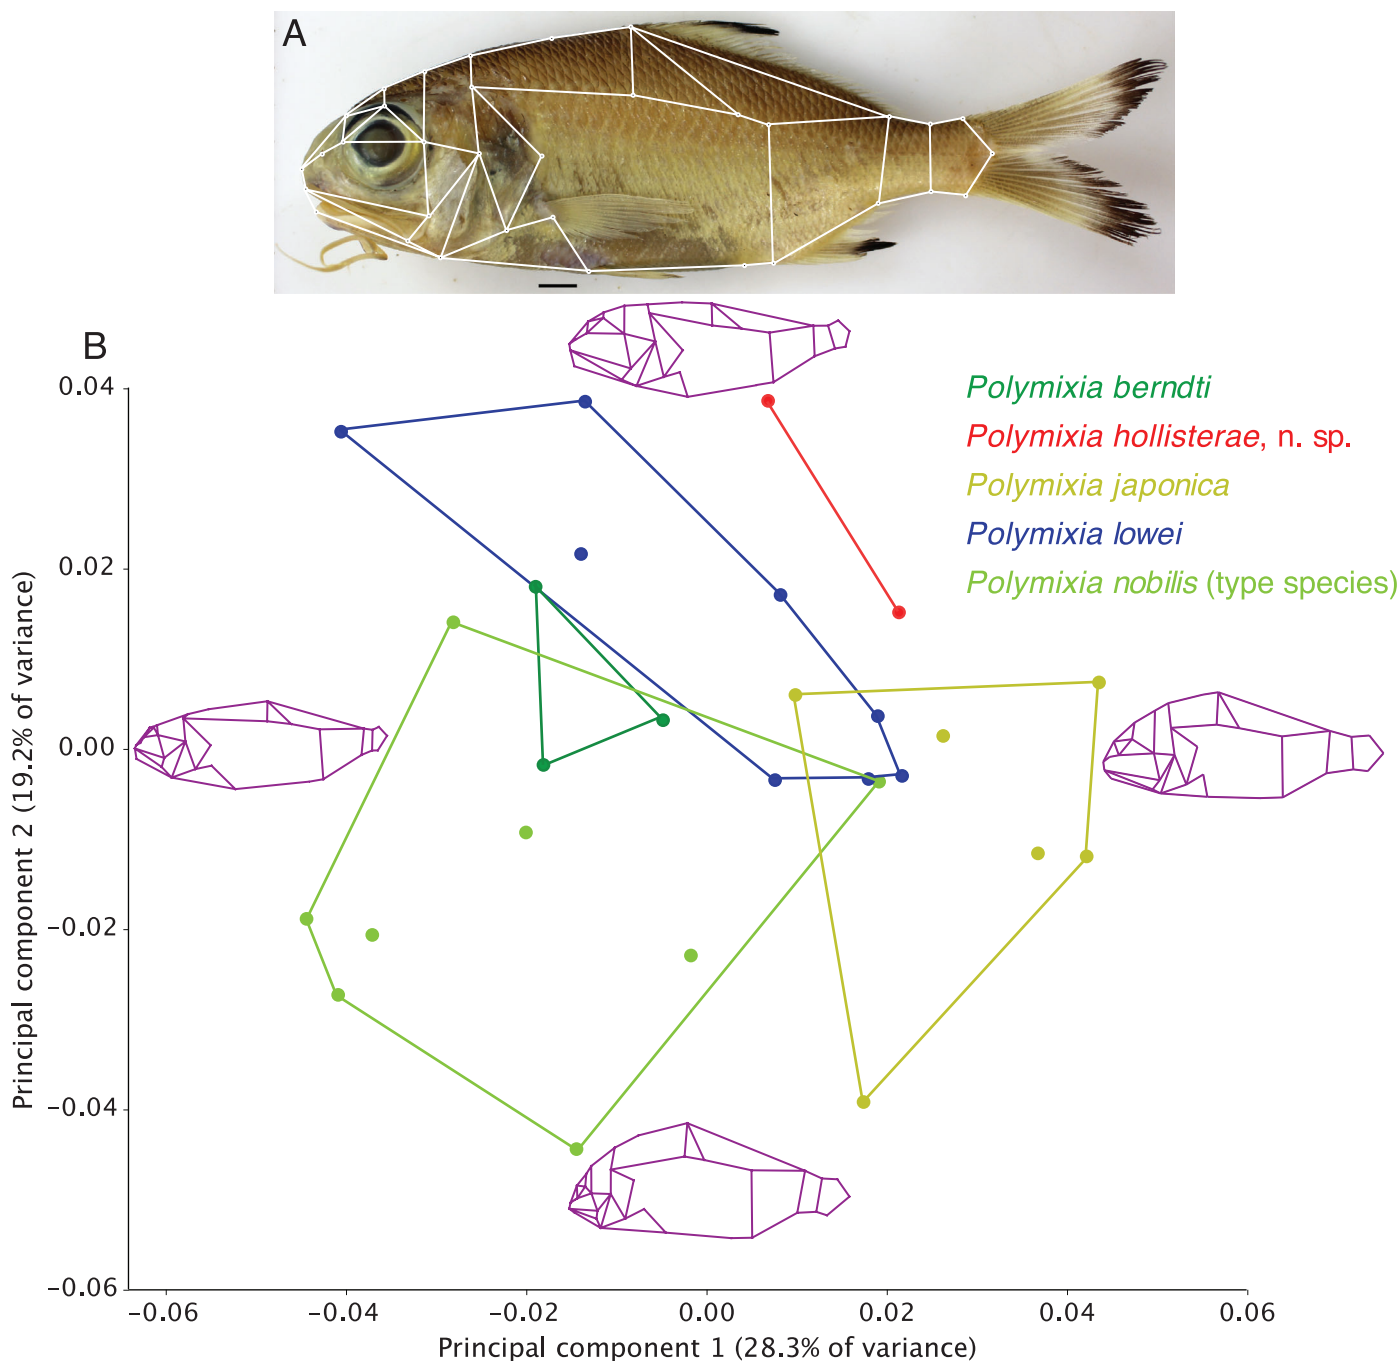 A
B
Polymixia berndti
Polymixia hollisterae, n. sp.
Polymixia japonica
Polymixia lowei
Polymixia nobilis (type species)
Principal component 2 (19.2% of variance)
0.04
0.02
0.00
−0.02
−0.04
−0.06
−0.06
−0.04
−0.02
0.00
0.02
0.04
0.06
Principal component 1 (28.3% of variance)